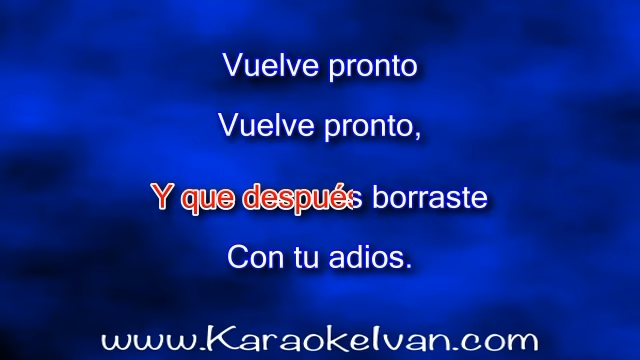 Vuelve pronto
Vuelve pronto,
Y que después borraste
Con tu adios.
www.KaraokeIvan.com